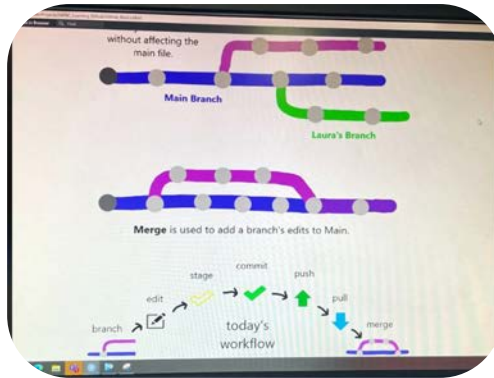 without affecting the
main file.
Main Branch
Laura's Branch
Merge is used to add a branch's edits to Main.
commit
stage
push
edit
pull
branch
merge
today's
workflow